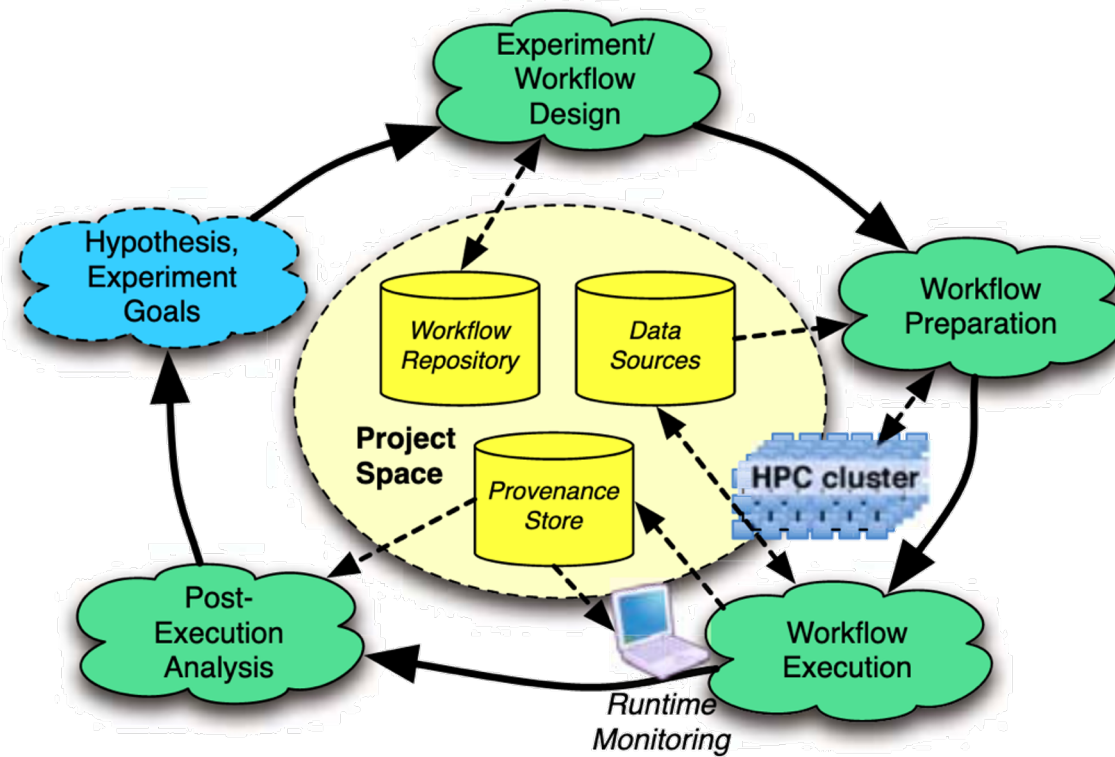 Experiment/
Workflow
Design
Hypothesis,
Experiment
Goals
Workflow
Preparation
Workflow
Repository
Data
Sources
Project
Space
HPC cluster
Provenance
Store
Post-
Execution
Analysis
Workflow
Execution
Runtime
Monitoring